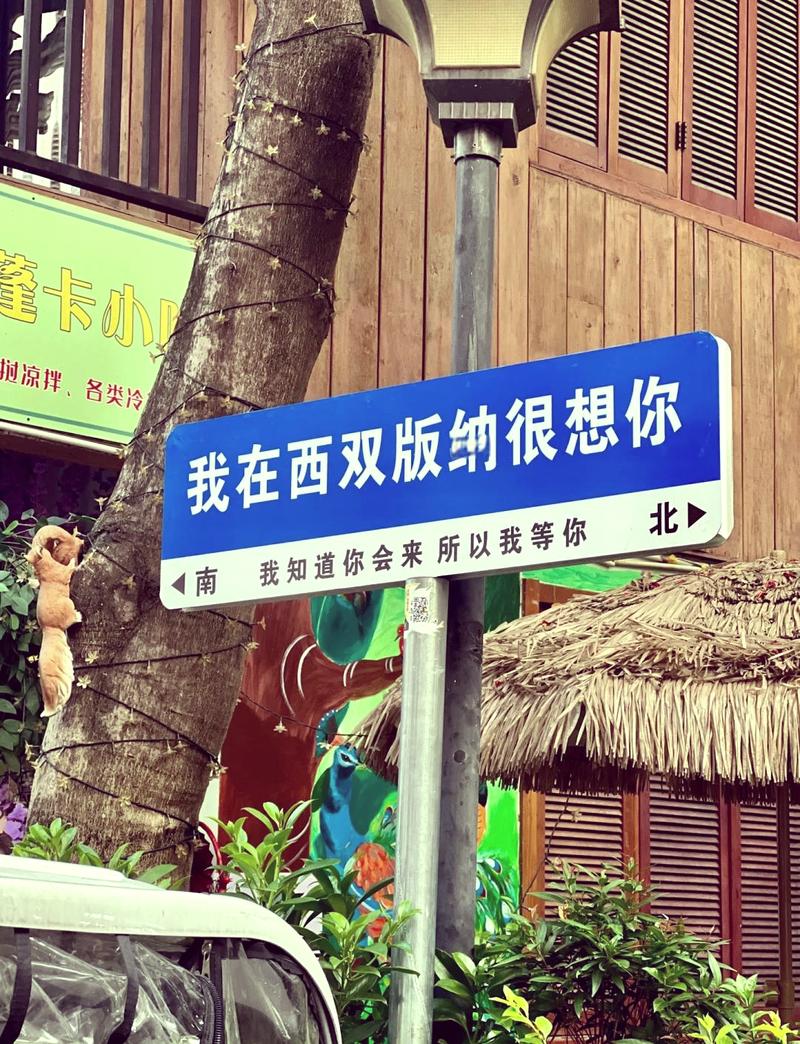 蓬卡小
凉拌、各类冷
我在西双版纳很想你
南 我知道你会来 所以我等你 北